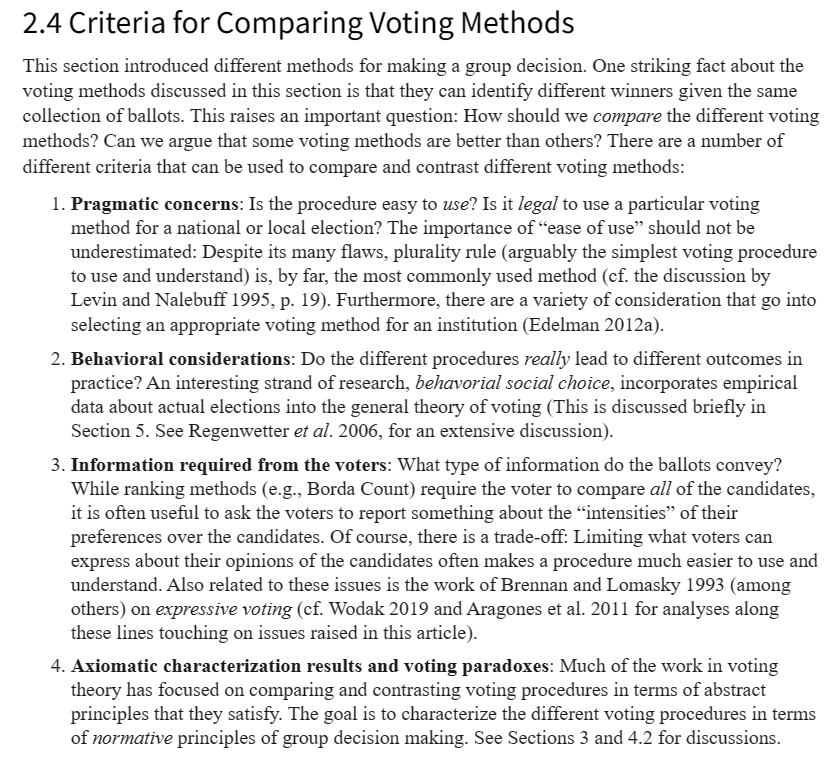 2.4 Criteria for Comparing Voting Methods
This section introduced different methods for making a group decision. One striking fact about the
voting methods discussed in this section is that they can identify different winners given the same
collection of ballots. This raises an important question: How should we compare the different voting
methods? Can we argue that some voting methods are better than others? There are a number of
different criteria that can be used to compare and contrast different voting methods:
1. Pragmatic concerns: Is the procedure easy to use? Is it legal to use a particular voting
method for a national or local election? The importance of “ease of use” should not be
underestimated: Despite its many flaws, plurality rule (arguably the simplest voting procedure
to use and understand) is, by far, the most commonly used method (cf. the discussion by
Levin and Nalebuff 1995, p. 19). Furthermore, there are a variety of consideration that go into
selecting an appropriate voting method for an institution (Edelman 2012a).
2. Behavioral considerations: Do the different procedures really lead to different outcomes in
practice? An interesting strand of research, behavorial social choice, incorporates empirical
data about actual elections into the general theory of voting (This is discussed briefly in
Section 5. See Regenwetter et al. 2006, for an extensive discussion).
3. Information required from the voters: What type of information do the ballots convey?
While ranking methods (e.g., Borda Count) require the voter to compare all of the candidates,
it is often useful to ask the voters to report something about the “intensities” of their
preferences over the candidates. Of course, there is a trade-off: Limiting what voters can
express about their opinions of the candidates often makes a procedure much easier to use and
understand. Also related to these issues is the work of Brennan and Lomasky 1993 (among
others) on expressive voting (cf. Wodak 2019 and Aragones et al. 2011 for analyses along
these lines touching on issues raised in this article).
4. Axiomatic characterization results and voting paradoxes: Much of the work in voting
theory has focused on comparing and contrasting voting procedures in terms of abstract
principles that they satisfy. The goal is to characterize the different voting procedures in terms
of normative principles of group decision making. See Sections 3 and 4.2 for discussions.